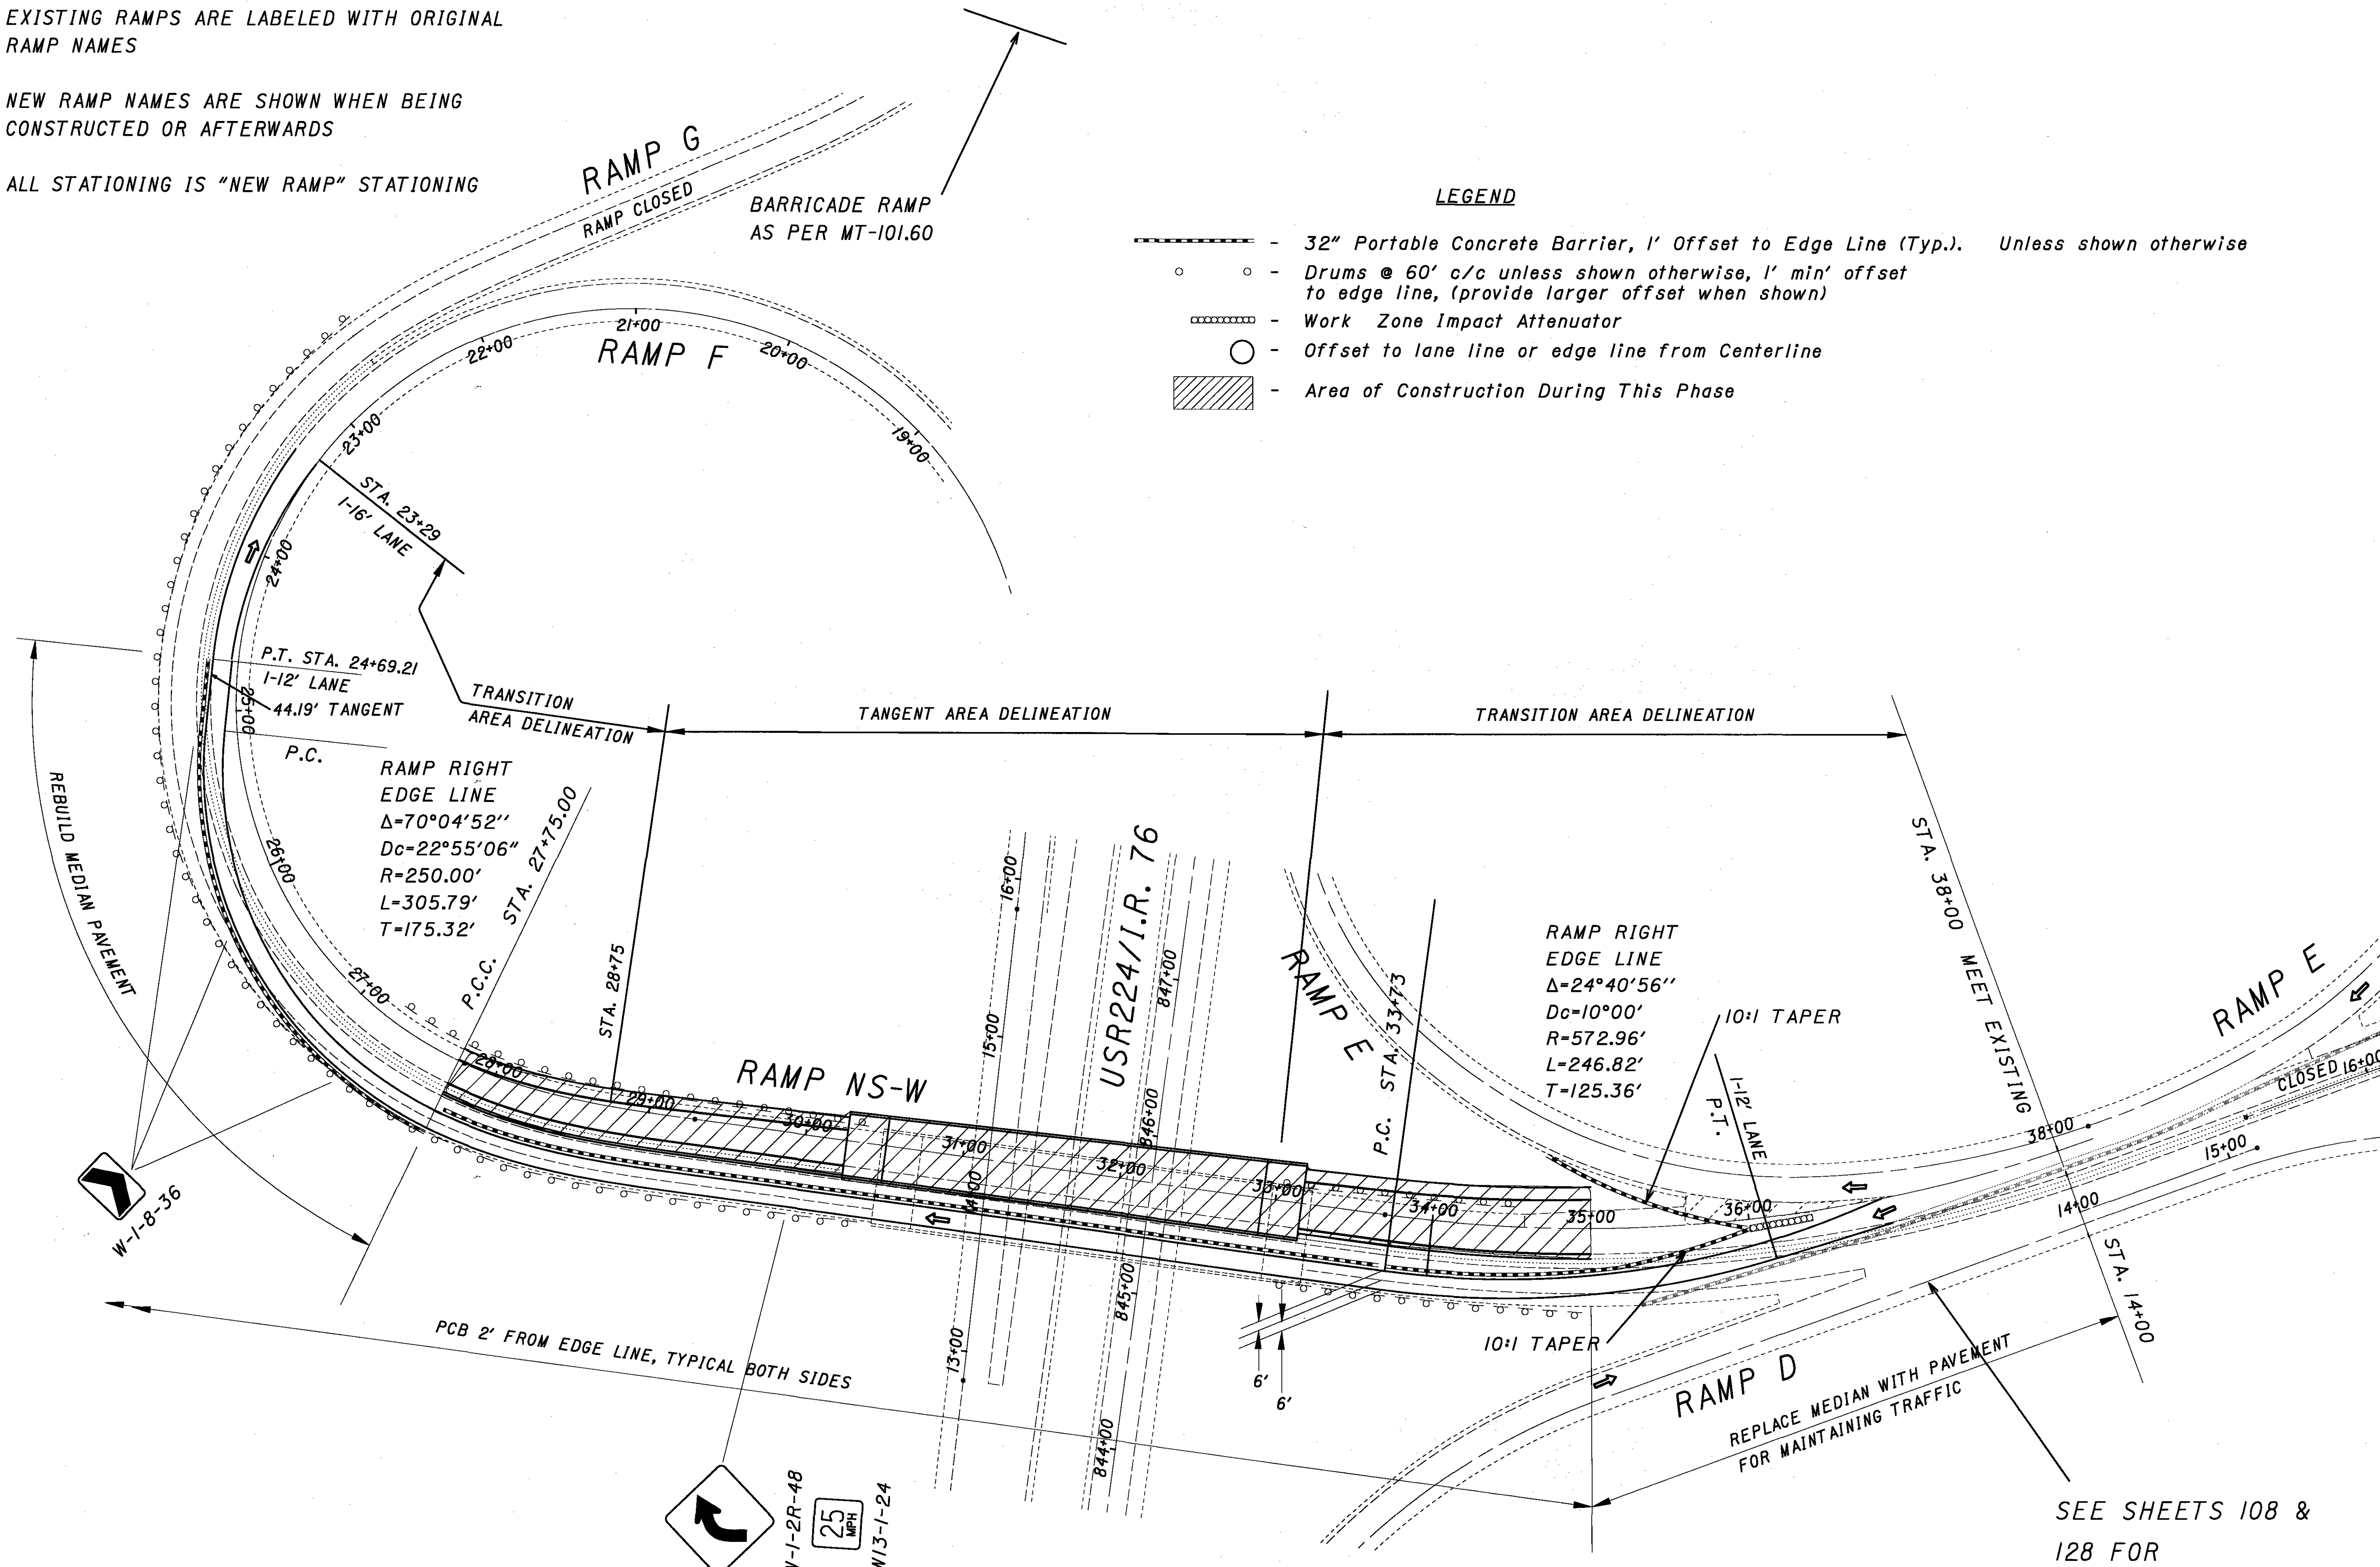 EXISTING RAMPS ARE LABELED WITH ORIGINAL
RAMP NAMES
NEW RAMP NAMES ARE SHOWN WHEN BEING
CONSTRUCTED OR AFTERWARDS
ALL STATIONING IS "NEW RAMP" STATIONING
RAMP G
RAMP CLOSED
BARRICADE RAMP
AS PER MT-101.60
LEGEND
- 32" Portable Concrete Barrier, 1' Offset to Edge Line (Typ.). Unless shown otherwise
- Drums @ 60' c/c unless shown otherwise, 1' min' offset
to edge line, (provide larger offset when shown)
- Work Zone Impact Attenuator
- Offset to lane line or edge line from Centerline
- Area of Construction During This Phase
RAMP F
19+00
20+00
21+00
22+00
23+00
24+00
25+00
26+00
27+00
28+00
29+00
30+00
31+00
32+00
33+00
34+00
35+00
36+00
38+00
STA. 23+29
1-16' LANE
P.T. STA. 24+69.21
1-12' LANE
44.19' TANGENT
P.C.
TRANSITION
AREA DELINEATION
TANGENT AREA DELINEATION
TRANSITION AREA DELINEATION
RAMP RIGHT
EDGE LINE
Δ=70°04'52''
Dc=22°55'06"
R=250.00'
L=305.79'
T=175.32'
P.C.C. STA. 27+75.00
STA. 28+75
REBUILD MEDIAN PAVEMENT
W-1-8-36
RAMP NS-W
16+00
15+00
14+00
13+00
USR224/I.R. 76
847+00
846+00
845+00
844+00
RAMP E
P.C. STA. 33+73
RAMP RIGHT
EDGE LINE
Δ=24°40'56''
Dc=10°00'
R=572.96'
L=246.82'
T=125.36'
10:1 TAPER
1-12' LANE
P.T.
STA. 38+00 MEET EXISTING
STA. 14+00
RAMP E
CLOSED
16+00
15+00
14+00
10:1 TAPER
6'
6'
PCB 2' FROM EDGE LINE, TYPICAL BOTH SIDES
RAMP D
REPLACE MEDIAN WITH PAVEMENT
FOR MAINTAINING TRAFFIC
W-1-2R-48
25
MPH
W13-1-24
SEE SHEETS 108 &
128 FOR